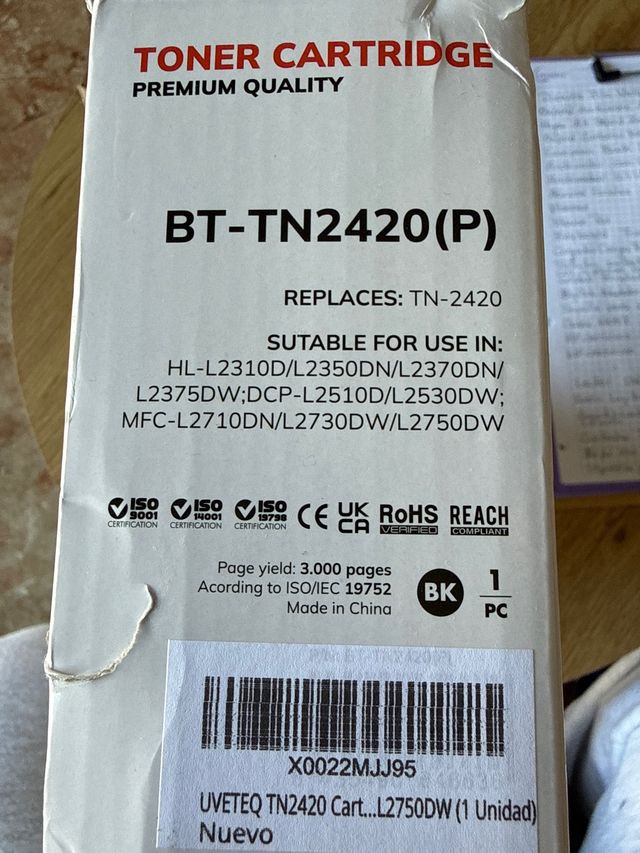 TONER CARTRIDGE
PREMIUM QUALITY
BT-TN2420(P)
REPLACES: TN-2420
SUTABLE FOR USE IN:
HL-L2310D/L2350DN/L2370DN/
L2375DW;DCP-L2510D/L2530DW;
MFC-L2710DN/L2730DW/L2750DW
ISO 9001 CERTIFICATION
ISO 14001 CERTIFICATION
ISO 19798 CERTIFICATION
CE
UK CA
RoHS VERIFIED
REACH COMPLIANT
Page yield: 3.000 pages
Acording to ISO/IEC 19752
Made in China
BK
1
PC
X0022MJJ95
UVETEQ TN2420 Cart...L2750DW (1 Unidad)
Nuevo